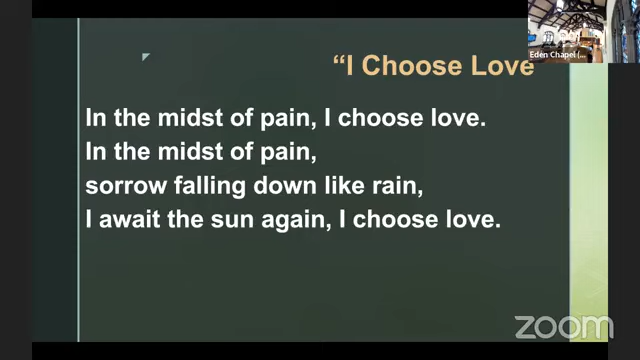 Eden Chapel (...
“I Choose Love
In the midst of pain, I choose love.
In the midst of pain,
sorrow falling down like rain,
I await the sun again, I choose love.
zoom